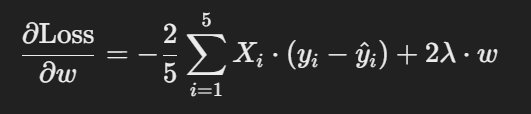 ∂Loss/∂w = −2/5 ∑_{i=1}^{5} X_i · (y_i − ŷ_i) + 2λ · w